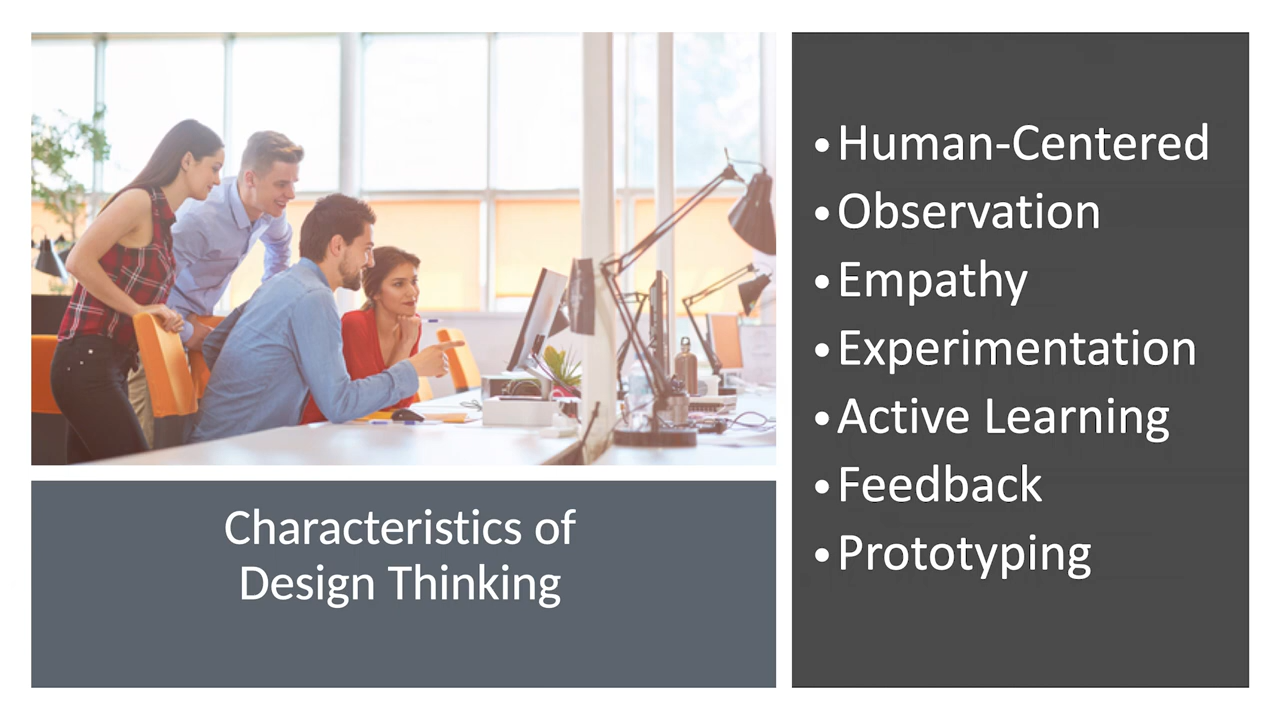 Characteristics of
Design Thinking
•Human-Centered
•Observation
•Empathy
•Experimentation
•Active Learning
•Feedback
•Prototyping